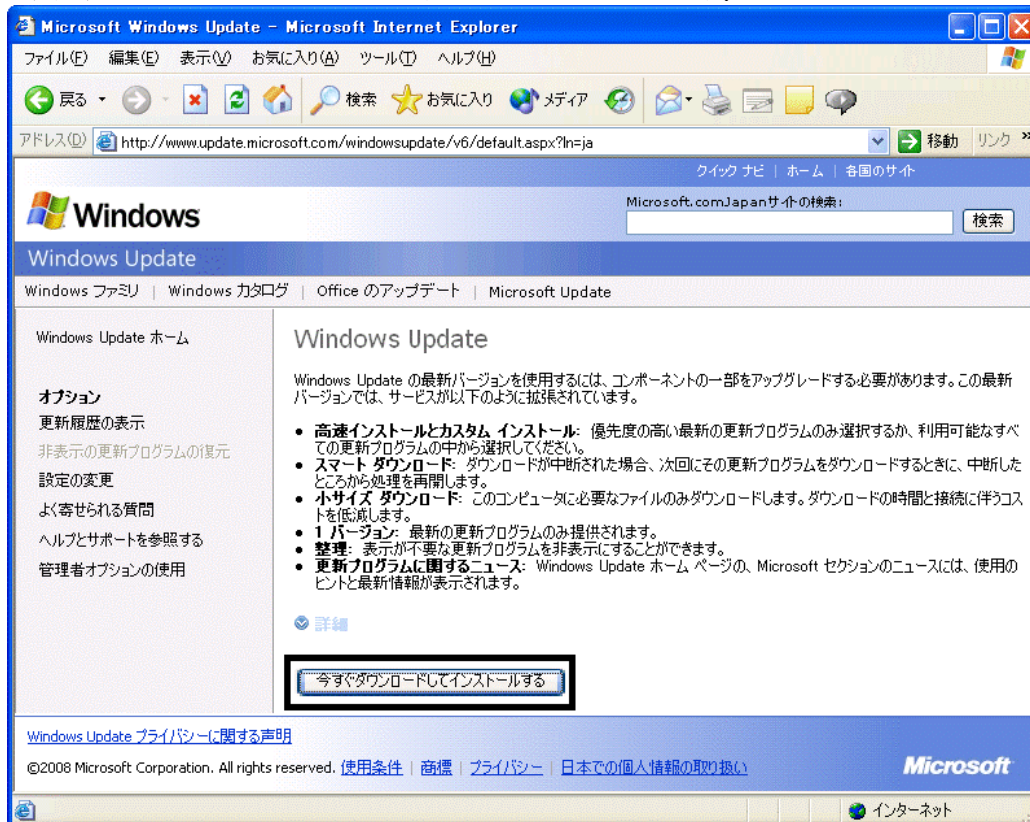 Microsoft Windows Update - Microsoft Internet Explorer
ファイル(F) 編集(E) 表示(V) お気に入り(A) ツール(T) ヘルプ(H)
戻る 検索 お気に入り メディア
アドレス(D) http://www.update.microsoft.com/windowsupdate/v6/default.aspx?ln=ja 移動 リンク »
クイック ナビ | ホーム | 各国のサイト
Windows
Microsoft.comJapanサイトの検索:
検索
Windows Update
Windows ファミリ | Windows カタログ | Office のアップデート | Microsoft Update
Windows Update ホーム
オプション
更新履歴の表示
非表示の更新プログラムの復元
設定の変更
よく寄せられる質問
ヘルプとサポートを参照する
管理者オプションの使用
Windows Update
Windows Update の最新バージョンを使用するには、コンポーネントの一部をアップグレードする必要があります。この最新
バージョンでは、サービスが以下のように拡張されています。
• 高速インストールとカスタム インストール: 優先度の高い最新の更新プログラムのみ選択するか、利用可能なすべ
ての更新プログラムの中から選択してください。
• スマート ダウンロード: ダウンロードが中断された場合、次回にその更新プログラムをダウンロードするときに、中断した
ところから処理を再開します。
• 小サイズ ダウンロード: このコンピュータに必要なファイルのみダウンロードします。ダウンロードの時間と接続に伴うコス
トを低減します。
• 1 バージョン: 最新の更新プログラムのみ提供されます。
• 整理: 表示が不要な更新プログラムを非表示にすることができます。
• 更新プログラムに関するニュース: Windows Update ホーム ページの、Microsoft セクションのニュースには、使用の
ヒントと最新情報が表示されます。
詳細
今すぐダウンロードしてインストールする
Windows Update プライバシーに関する声明
©2008 Microsoft Corporation. All rights reserved. 使用条件 | 商標 | プライバシー | 日本での個人情報の取り扱い
Microsoft
インターネット